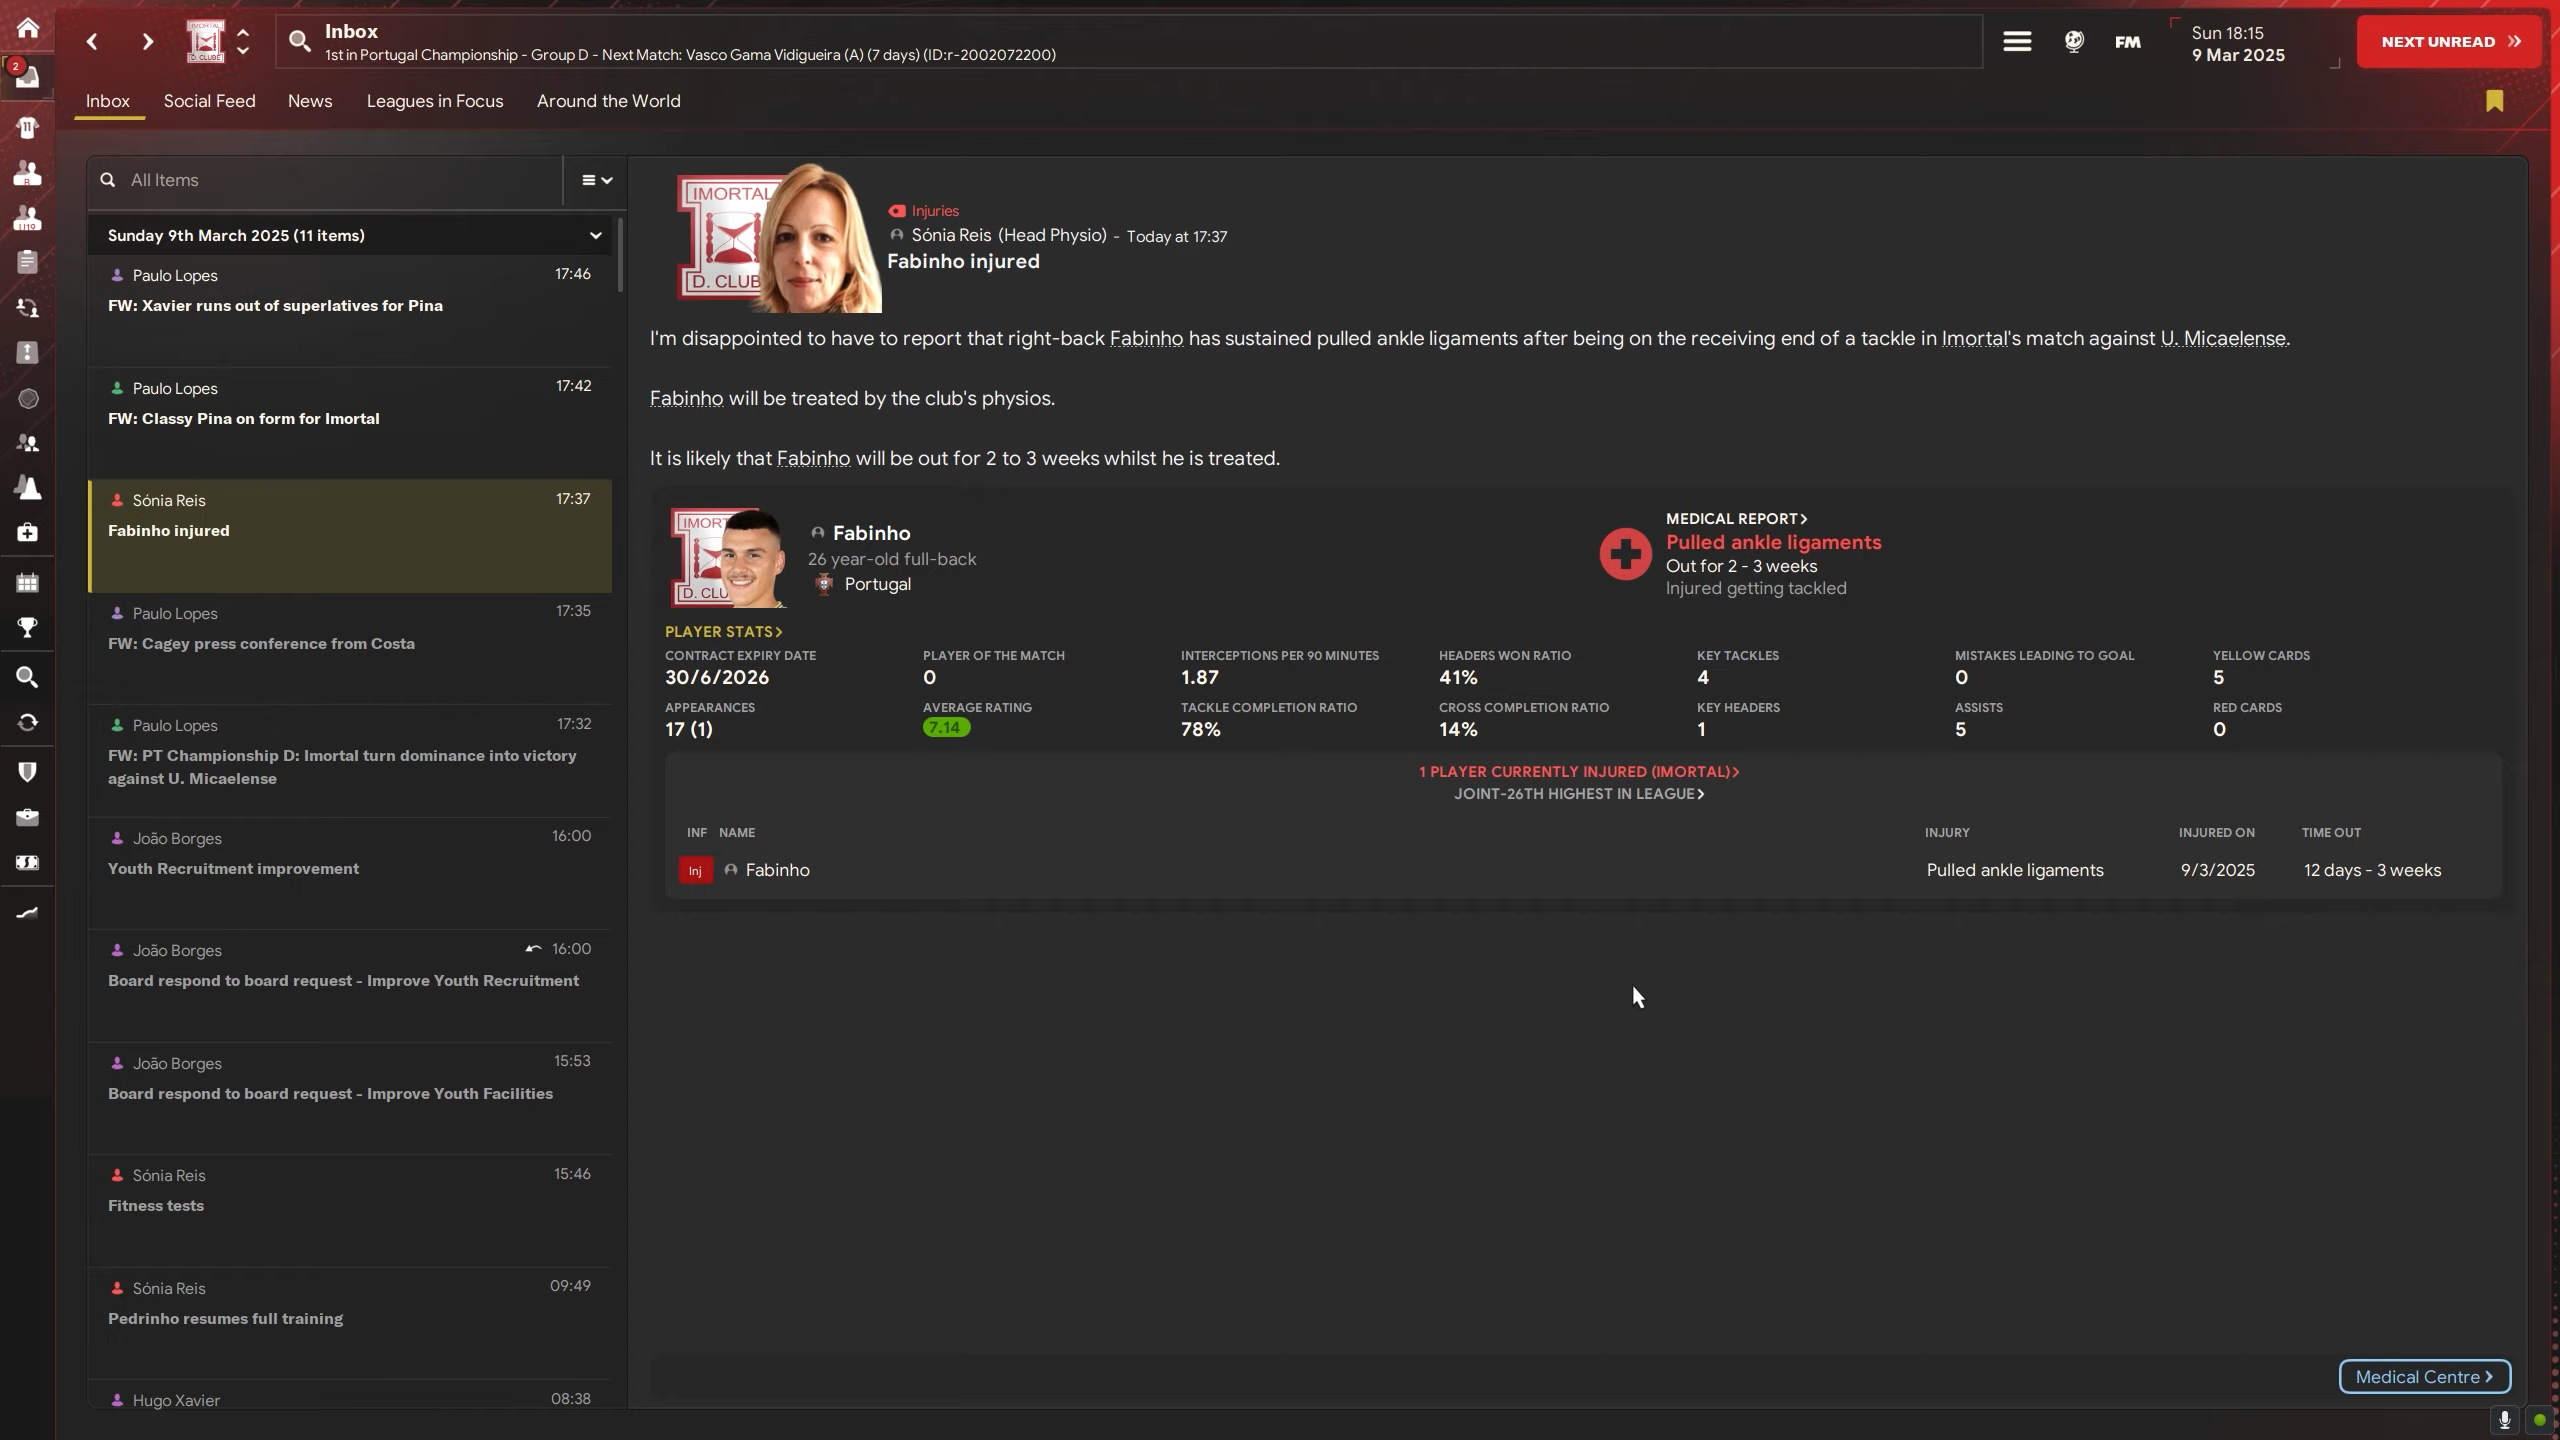 Inbox
1st in Portugal Championship - Group D - Next Match: Vasco Gama Vidigueira (A) (7 days) (ID:r-2002072200)
FM
Sun 18:15
9 Mar 2025
NEXT UNREAD
2
Inbox
Social Feed
News
Leagues in Focus
Around the World
11
B
U19
All Items
Sunday 9th March 2025 (11 items)
Paulo Lopes
17:46
FW: Xavier runs out of superlatives for Pina
Paulo Lopes
17:42
FW: Classy Pina on form for Imortal
Sónia Reis
17:37
Fabinho injured
Paulo Lopes
17:35
FW: Cagey press conference from Costa
Paulo Lopes
17:32
FW: PT Championship D: Imortal turn dominance into victory
against U. Micaelense
João Borges
16:00
Youth Recruitment improvement
João Borges
16:00
Board respond to board request - Improve Youth Recruitment
João Borges
15:53
Board respond to board request - Improve Youth Facilities
Sónia Reis
15:46
Fitness tests
Sónia Reis
09:49
Pedrinho resumes full training
Hugo Xavier
08:38
IMORTAL
D. CLUB
Injuries
Sónia Reis (Head Physio) - Today at 17:37
Fabinho injured
I'm disappointed to have to report that right-back Fabinho has sustained pulled ankle ligaments after being on the receiving end of a tackle in Imortal's match against U. Micaelense.
Fabinho will be treated by the club's physios.
It is likely that Fabinho will be out for 2 to 3 weeks whilst he is treated.
IMORT
D. CLU
Fabinho
26 year-old full-back
Portugal
MEDICAL REPORT
Pulled ankle ligaments
Out for 2 - 3 weeks
Injured getting tackled
PLAYER STATS
CONTRACT EXPIRY DATE
30/6/2026
PLAYER OF THE MATCH
0
INTERCEPTIONS PER 90 MINUTES
1.87
HEADERS WON RATIO
41%
KEY TACKLES
4
MISTAKES LEADING TO GOAL
0
YELLOW CARDS
5
APPEARANCES
17 (1)
AVERAGE RATING
7.14
TACKLE COMPLETION RATIO
78%
CROSS COMPLETION RATIO
14%
KEY HEADERS
1
ASSISTS
5
RED CARDS
0
1 PLAYER CURRENTLY INJURED (IMORTAL)
JOINT-26TH HIGHEST IN LEAGUE
INF NAME INJURY INJURED ON TIME OUT
Inj Fabinho Pulled ankle ligaments 9/3/2025 12 days - 3 weeks
Medical Centre